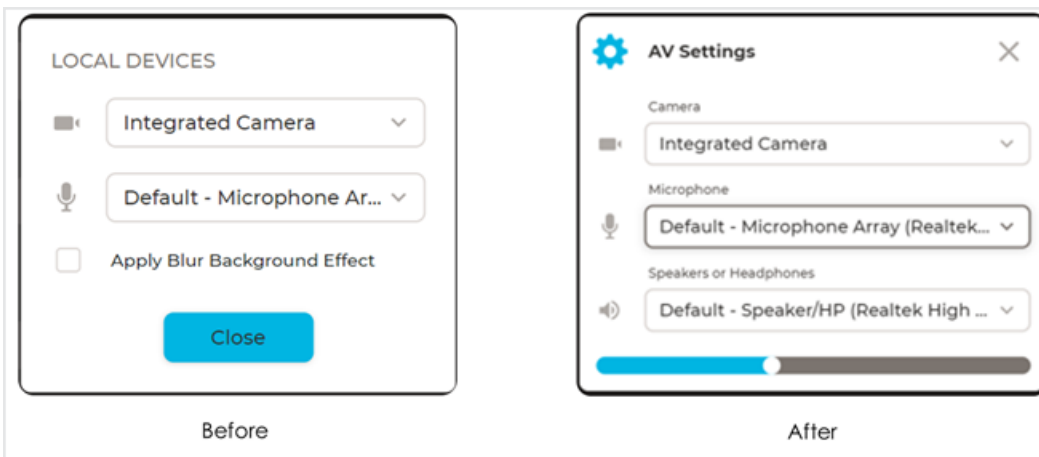 LOCAL DEVICES
Integrated Camera
Default - Microphone Ar...
Apply Blur Background Effect
Close
Before
AV Settings
Camera
Integrated Camera
Microphone
Default - Microphone Array (Realtek...
Speakers or Headphones
Default - Speaker/HP (Realtek High ...
After